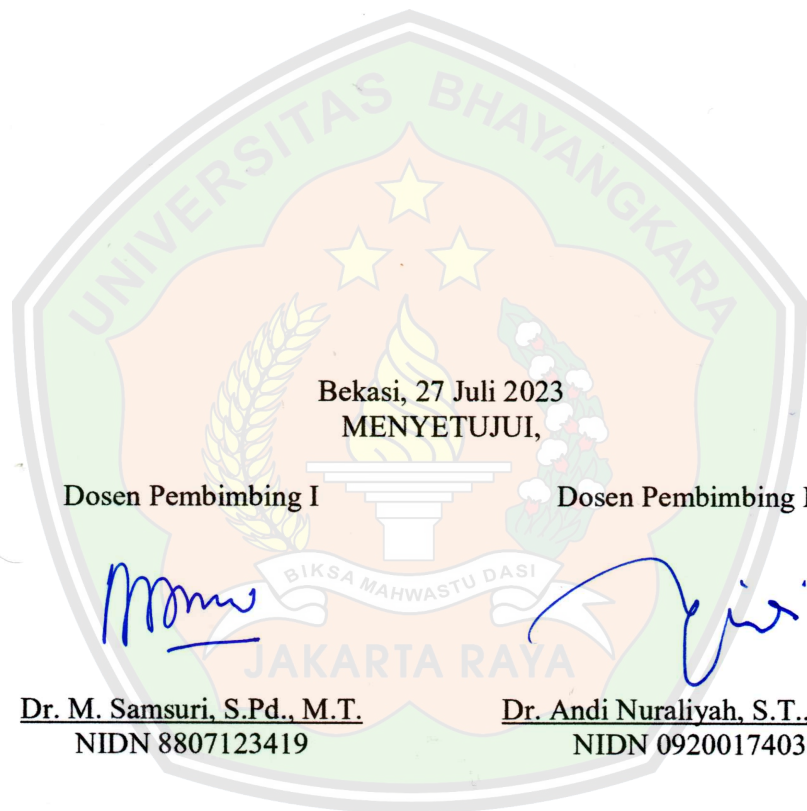 UNIVERSITAS BHAYANGKARA
Bekasi, 27 Juli 2023
MENYETUJUI,
Dosen Pembimbing I
Dosen Pembimbing I
BIKSA MAHWASTU DASI
JAKARTA RAYA
Dr. M. Samsuri, S.Pd., M.T.
NIDN 8807123419
Dr. Andi Nuraliyah, S.T.,
NIDN 0920017403